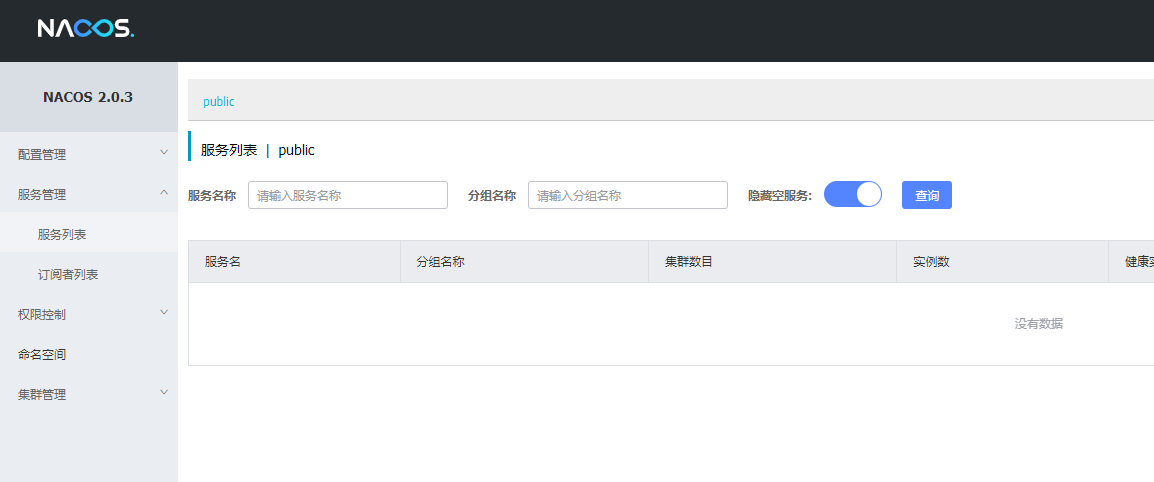 NACOS.
NACOS 2.0.3
public
配置管理
服务列表 | public
服务管理
服务名称 请输入服务名称 分组名称 请输入分组名称 隐藏空服务: 查询
服务列表
服务名 分组名称 集群数目 实例数 健康
订阅者列表
权限控制
没有数据
命名空间
集群管理